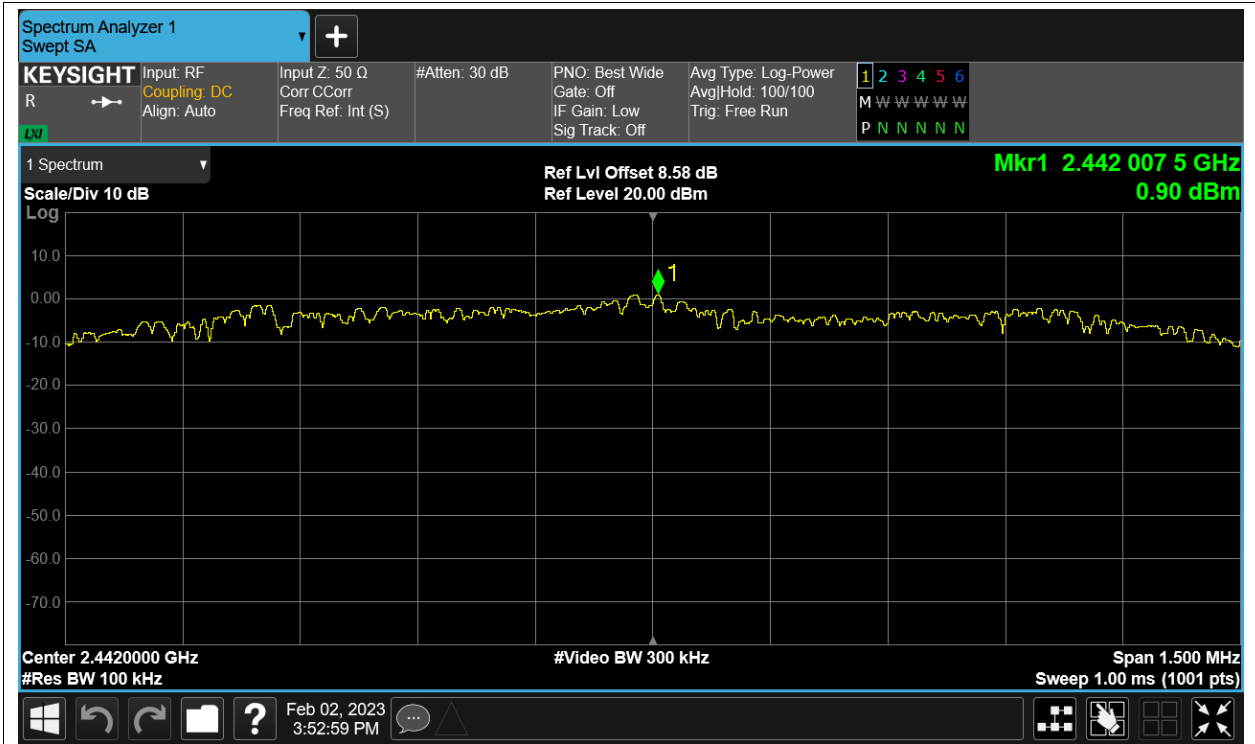 Spectrum Analyzer 1
Swept SA
KEYSIGHT
R
LXI
Input: RF
Coupling: DC
Align: Auto
Input Z: 50 Ω
Corr CCorr
Freq Ref: Int (S)
#Atten: 30 dB
PNO: Best Wide
Gate: Off
IF Gain: Low
Sig Track: Off
Avg Type: Log-Power
Avg|Hold: 100/100
Trig: Free Run
1 2 3 4 5 6
M W W W W W
P N N N N N
1 Spectrum
Scale/Div 10 dB
Log
Ref Lvl Offset 8.58 dB
Ref Level 20.00 dBm
Mkr1 2.442 007 5 GHz
0.90 dBm
1
10.0
0.00
-10.0
-20.0
-30.0
-40.0
-50.0
-60.0
-70.0
Center 2.4420000 GHz
#Res BW 100 kHz
#Video BW 300 kHz
Span 1.500 MHz
Sweep 1.00 ms (1001 pts)
?
Feb 02, 2023
3:52:59 PM